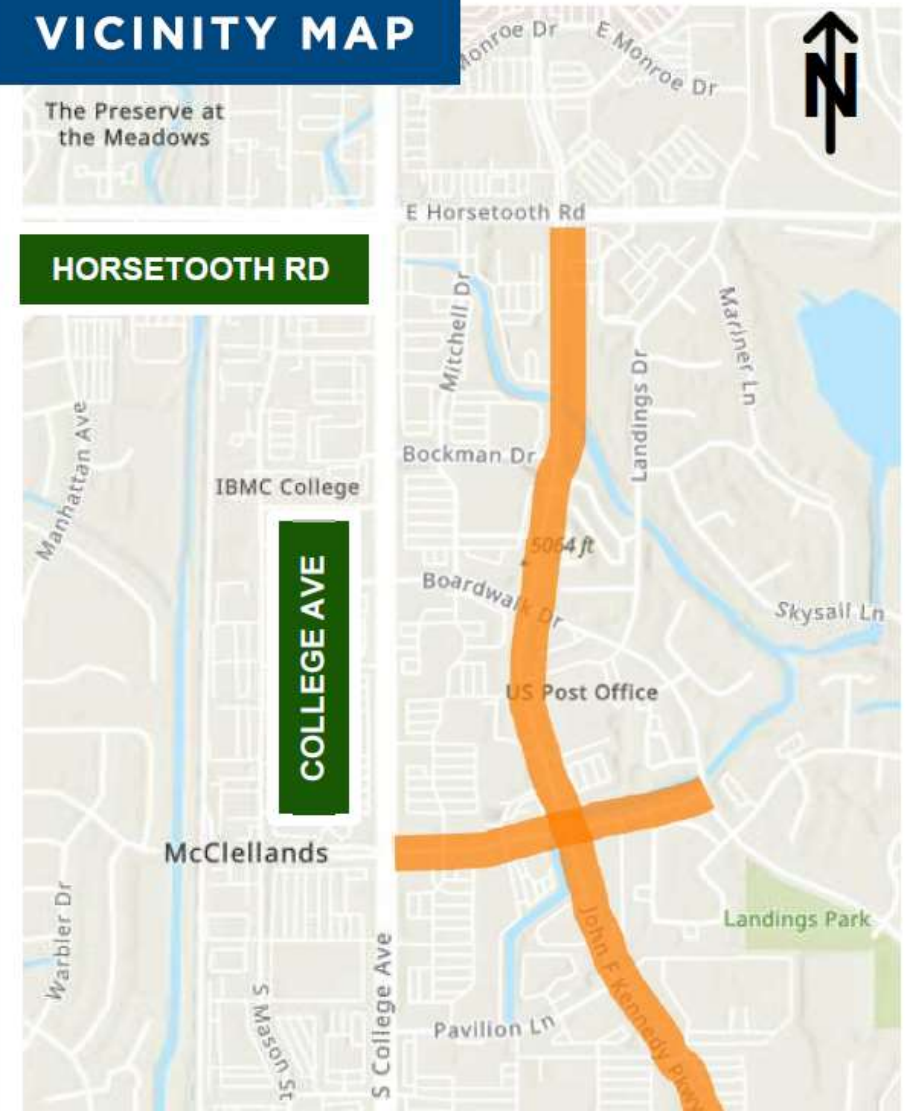 VICINITY MAP
Monroe Dr
E Monroe Dr
N
The Preserve at
the Meadows
E Horsetooth Rd
HORSETOOTH RD
Mitchell Dr
Mariner Ln
Landings Dr
Manhattan Ave
Bockman Dr
IBMC College
5064 ft
COLLEGE AVE
Boardwalk Dr
Skysail Ln
US Post Office
McClellands
Landings Park
Warbler Dr
S College Ave
John F Kennedy Pkwy
S Mason St
Pavilion Ln